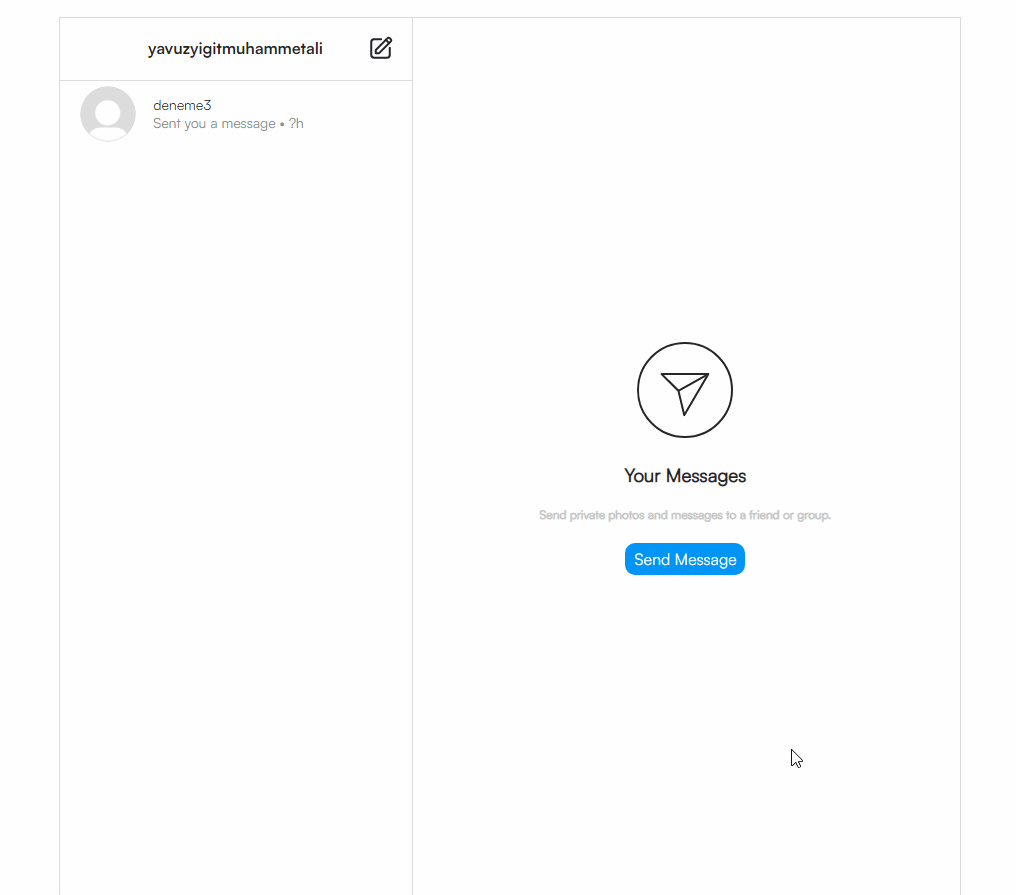 yavuzyigitmuhammetali
deneme3
Sent you a message • ?h
Your Messages
Send private photos and messages to a friend or group.
Send Message